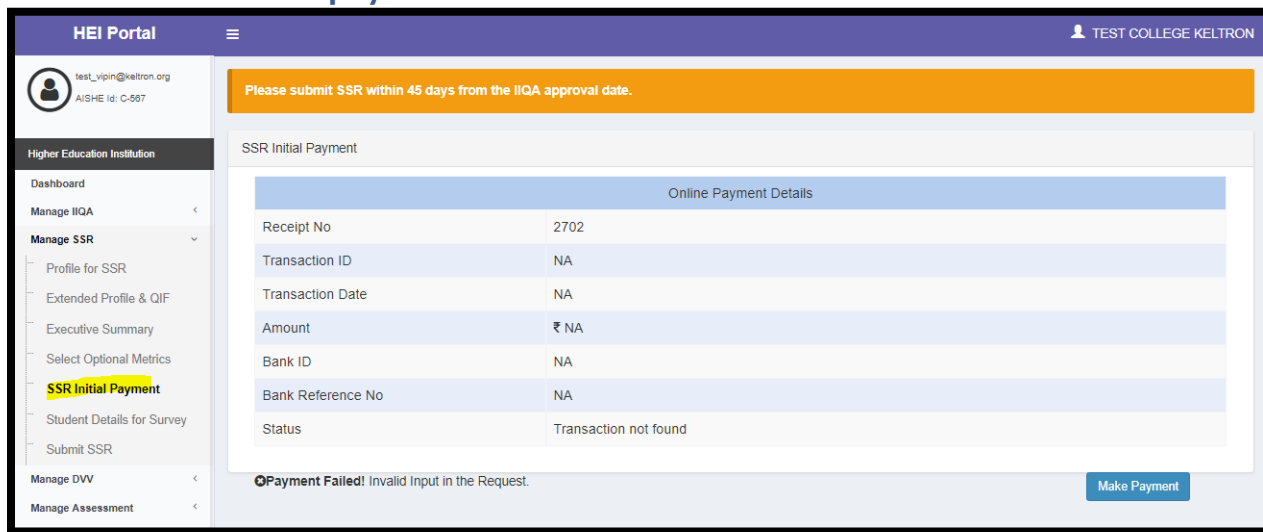 HEI Portal
TEST COLLEGE KELTRON
test_vipin@keltron.org
AISHE Id: C-567
Please submit SSR within 45 days from the IIQA approval date.
Higher Education Institution
Dashboard
Manage IIQA
Manage SSR
Profile for SSR
Extended Profile & QIF
Executive Summary
Select Optional Metrics
SSR Initial Payment
Student Details for Survey
Submit SSR
Manage DVV
Manage Assessment
SSR Initial Payment
Online Payment Details
Receipt No 2702
Transaction ID NA
Transaction Date NA
Amount ₹ NA
Bank ID NA
Bank Reference No NA
Status Transaction not found
Payment Failed! Invalid Input in the Request.
Make Payment